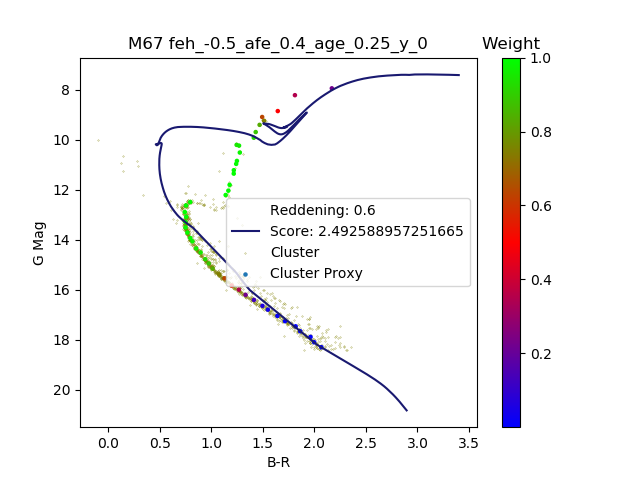 M67 feh_-0.5_afe_0.4_age_0.25_y_0
Weight
8
10
12
14
16
18
20
G Mag
0.0
0.5
1.0
1.5
2.0
2.5
3.0
3.5
B-R
Reddening: 0.6
Score: 2.492588957251665
Cluster
Cluster Proxy
1.0
0.8
0.6
0.4
0.2